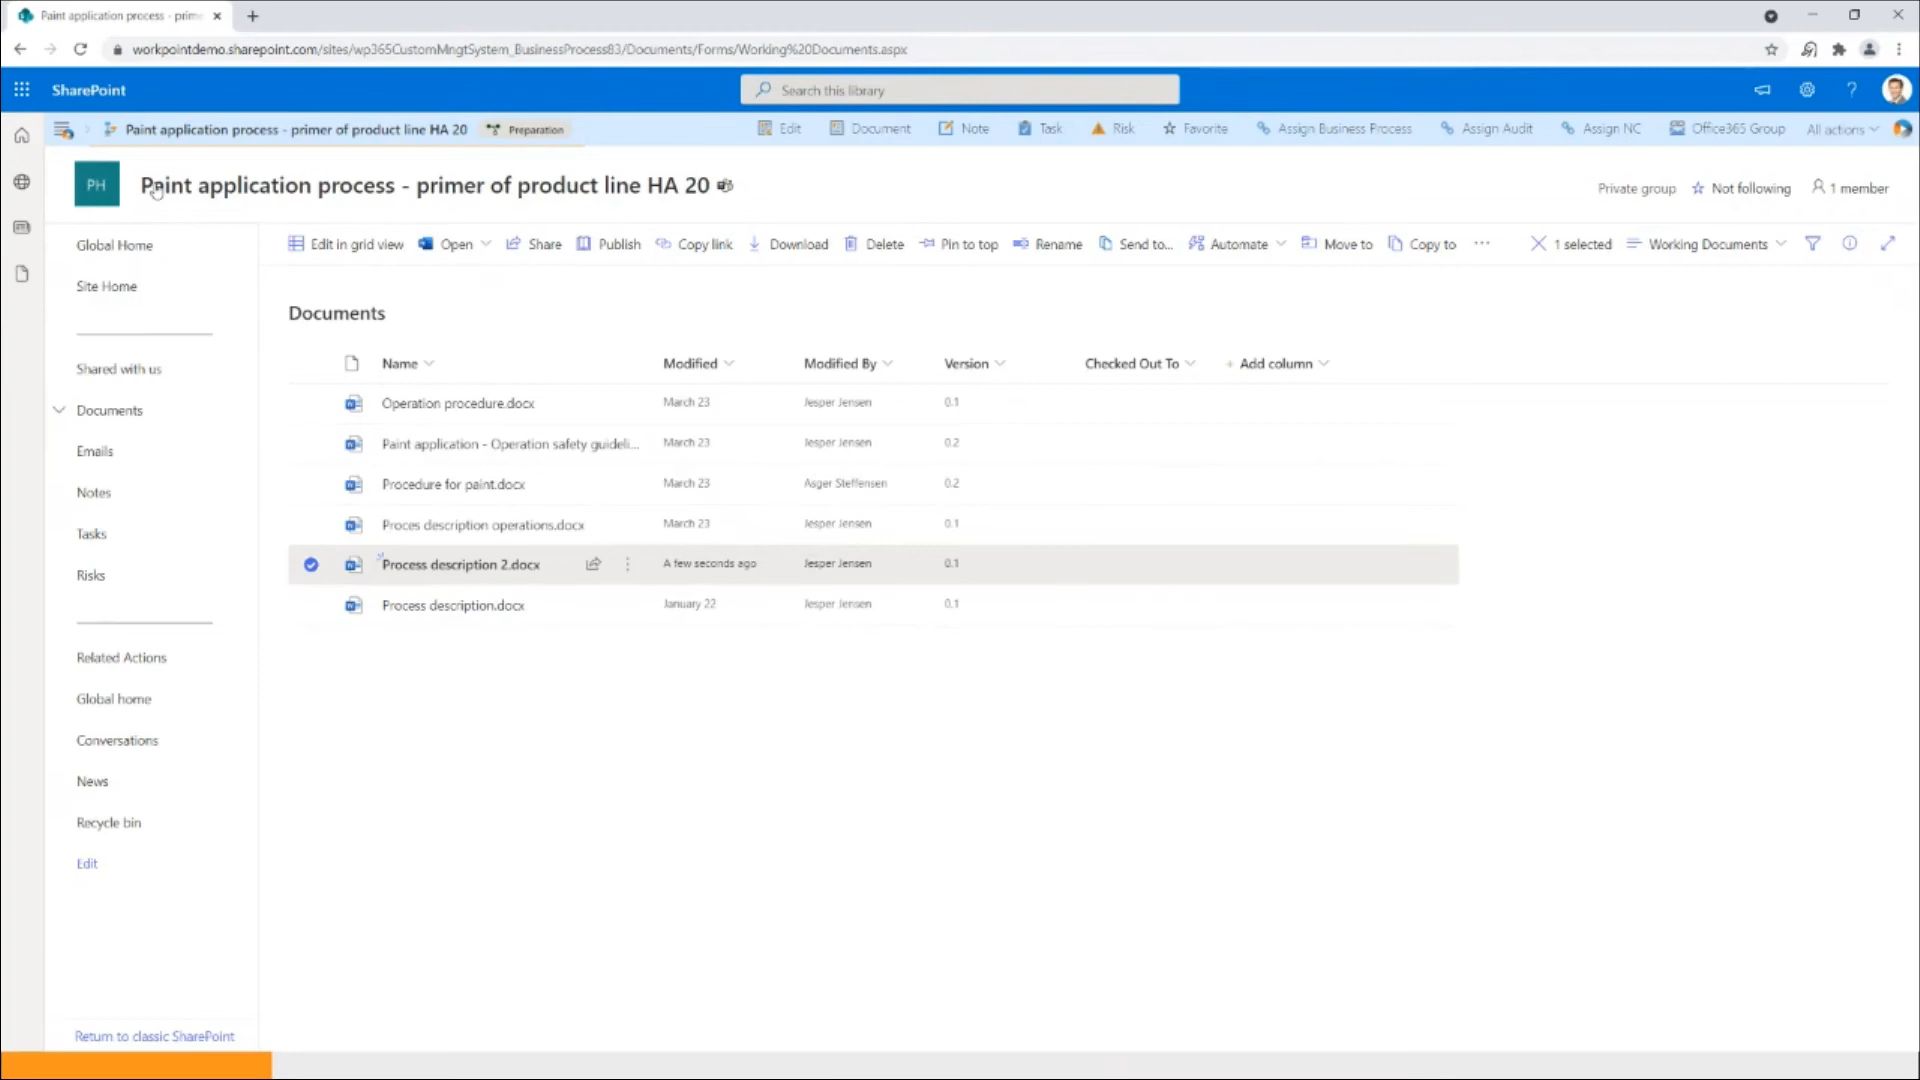 Paint application process - prime
workpointdemo.sharepoint.com/sites/wp365CustomMngtSystem_BusinessProcess83/Documents/Forms/Working%20Documents.aspx
SharePoint
Search this library
?
Paint application process - primer of product line HA 20
Preparation
Edit
Document
Note
Task
Risk
Favorite
Assign Business Process
Assign Audit
Assign NC
Office365 Group
All actions
PH
Paint application process - primer of product line HA 20
Private group
Not following
1 member
Edit in grid view
Open
Share
Publish
Copy link
Download
Delete
Pin to top
Rename
Send to...
Automate
Move to
Copy to
...
1 selected
Working Documents
Global Home
Site Home
Shared with us
Documents
Emails
Notes
Tasks
Risks
Related Actions
Global home
Conversations
News
Recycle bin
Edit
Return to classic SharePoint
Documents
Name Modified Modified By Version Checked Out To + Add column
Operation procedure.docx March 23 Jesper Jensen 0.1
Paint application - Operation safety guideli... March 23 Jesper Jensen 0.2
Procedure for paint.docx March 23 Asger Steffensen 0.2
Proces description operations.docx March 23 Jesper Jensen 0.1
Process description 2.docx A few seconds ago Jesper Jensen 0.1
Process description.docx January 22 Jesper Jensen 0.1